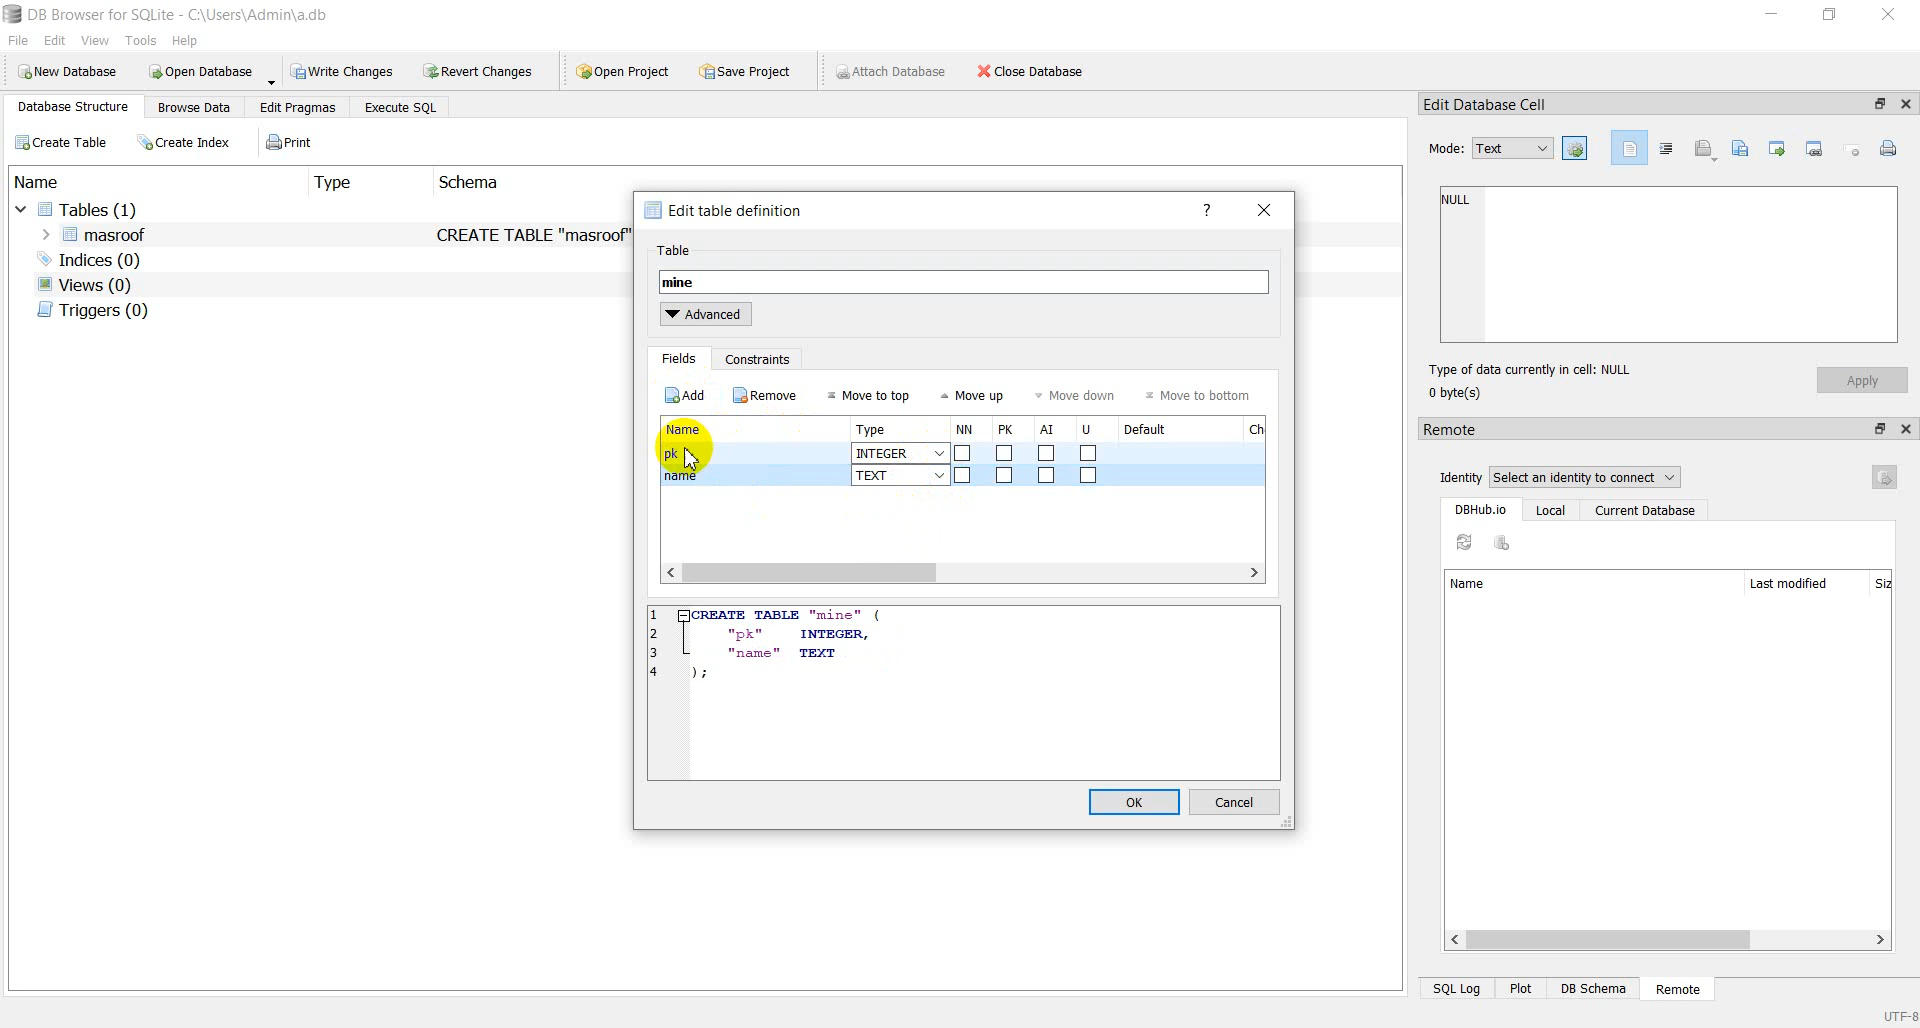 DB Browser for SQLite - C:\Users\Admin\a.db
File Edit View Tools Help
New Database Open Database Write Changes Revert Changes Open Project Save Project Attach Database Close Database
Database Structure Browse Data Edit Pragmas Execute SQL
Create Table Create Index Print
Name Type Schema
Tables (1)
masroof CREATE TABLE "masroof"
Indices (0)
Views (0)
Triggers (0)
Edit table definition ?
Table
mine
Advanced
Fields Constraints
Add Remove Move to top Move up Move down Move to bottom
Name Type NN PK AI U Default Ch
pk INTEGER
name TEXT
1 CREATE TABLE "mine" (
2 "pk" INTEGER,
3 "name" TEXT
4 );
OK Cancel
Edit Database Cell
Mode: Text
NULL
Type of data currently in cell: NULL
0 byte(s)
Apply
Remote
Identity Select an identity to connect
DBHub.io Local Current Database
Name Last modified Siz
SQL Log Plot DB Schema Remote
UTF-8